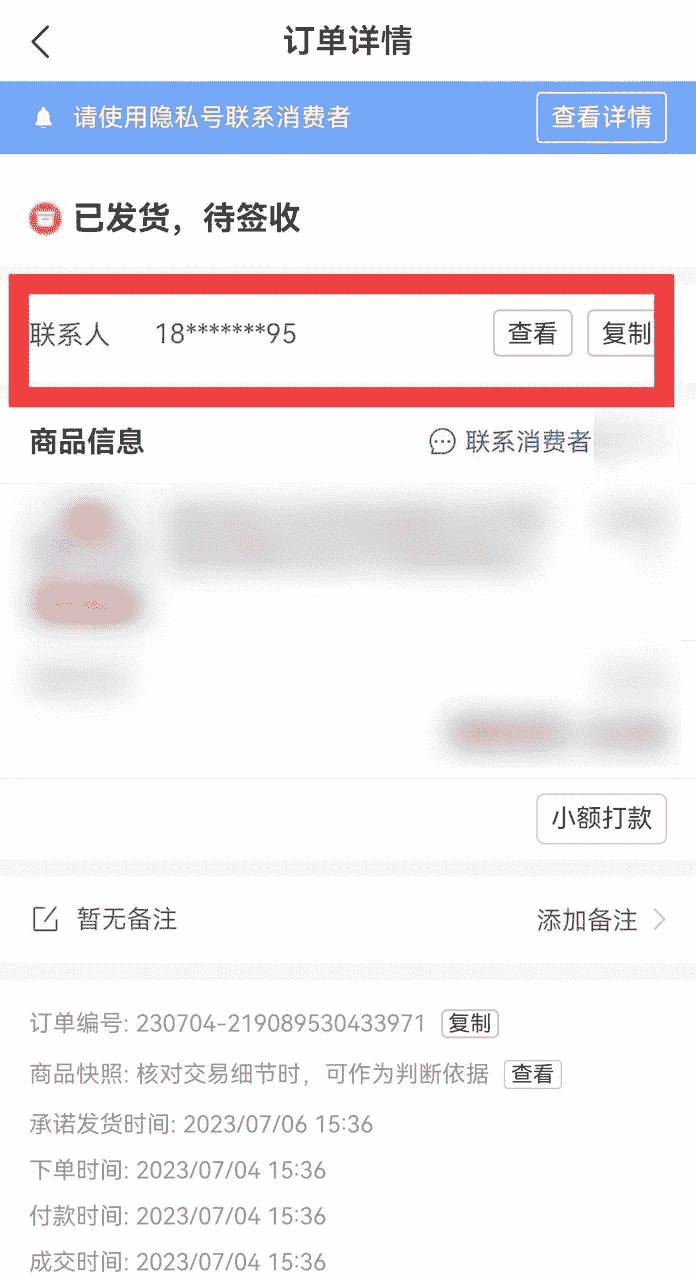 订单详情
请使用隐私号联系消费者 查看详情
已发货，待签收
联系人 18*******95 查看 复制
商品信息 联系消费者
小额打款
暂无备注 添加备注
订单编号: 230704-219089530433971 复制
商品快照: 核对交易细节时，可作为判断依据 查看
承诺发货时间: 2023/07/06 15:36
下单时间: 2023/07/04 15:36
付款时间: 2023/07/04 15:36
成交时间: 2023/07/04 15:36